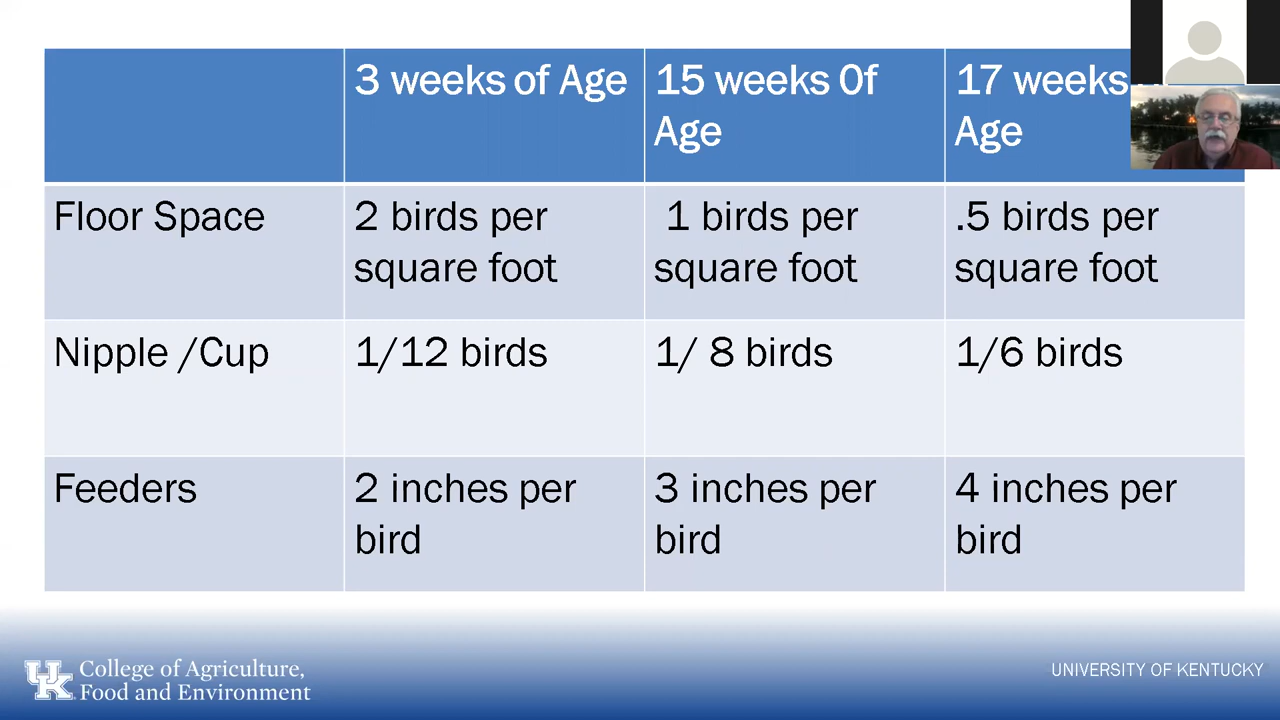 3 weeks of Age
15 weeks Of
Age
17 weeks
Age
Floor Space
2 birds per
square foot
1 birds per
square foot
.5 birds per
square foot
Nipple /Cup
1/12 birds
1/ 8 birds
1/6 birds
Feeders
2 inches per
bird
3 inches per
bird
4 inches per
bird
UK
College of Agriculture,
Food and Environment
UNIVERSITY OF KENTUCKY